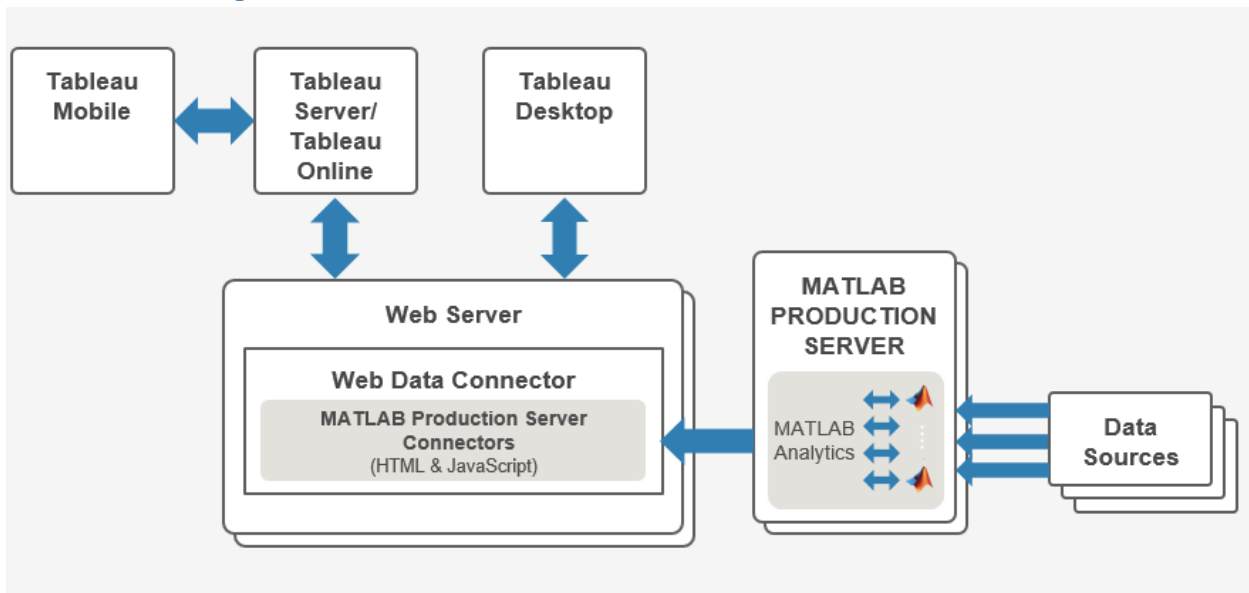 Tableau
Mobile
Tableau
Server/
Tableau
Online
Tableau
Desktop
Web Server
Web Data Connector
MATLAB Production Server
Connectors
(HTML & JavaScript)
MATLAB
PRODUCTION
SERVER
MATLAB
Analytics
Data
Sources